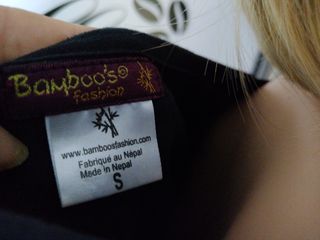 Bamboo's®
fashion
www.bamboosfashion.com
Fabriqué au Népal
Made in Nepal
S